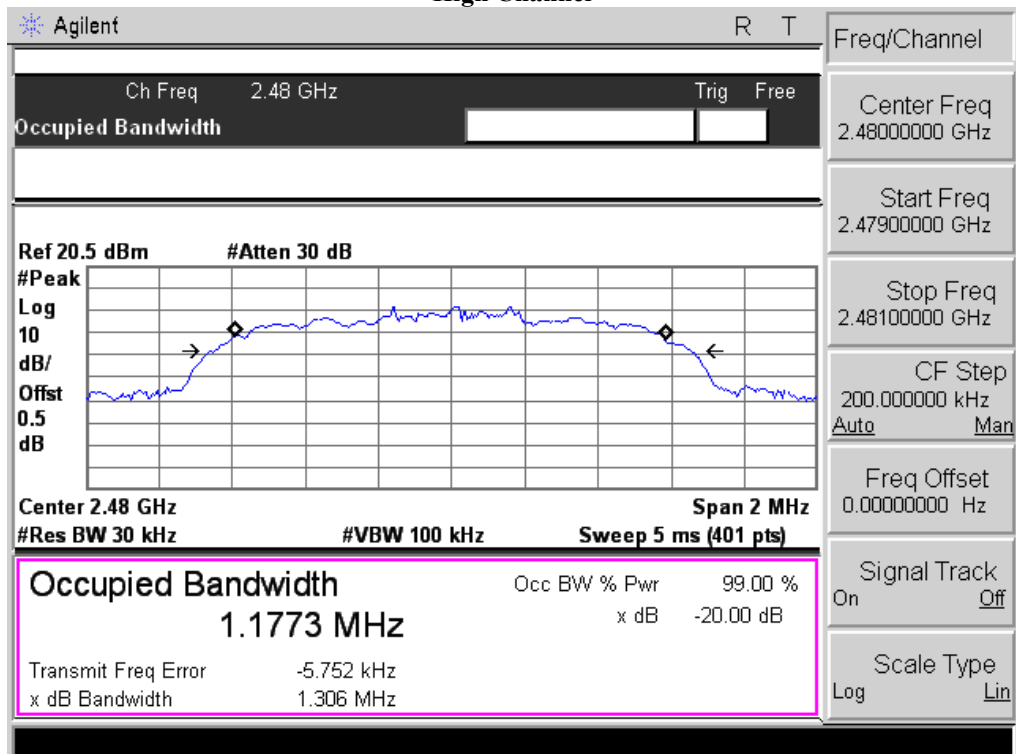 High Channel
Agilent R T
Ch Freq 2.48 GHz Trig Free
Occupied Bandwidth
Ref 20.5 dBm #Atten 30 dB
#Peak
Log
10
dB/
Offst
0.5
dB
Center 2.48 GHz Span 2 MHz
#Res BW 30 kHz #VBW 100 kHz Sweep 5 ms (401 pts)
Occupied Bandwidth Occ BW % Pwr 99.00 %
1.1773 MHz x dB -20.00 dB
Transmit Freq Error -5.752 kHz
x dB Bandwidth 1.306 MHz
Freq/Channel
Center Freq
2.48000000 GHz
Start Freq
2.47900000 GHz
Stop Freq
2.48100000 GHz
CF Step
200.000000 kHz
Auto Man
Freq Offset
0.00000000 Hz
Signal Track
On Off
Scale Type
Log Lin